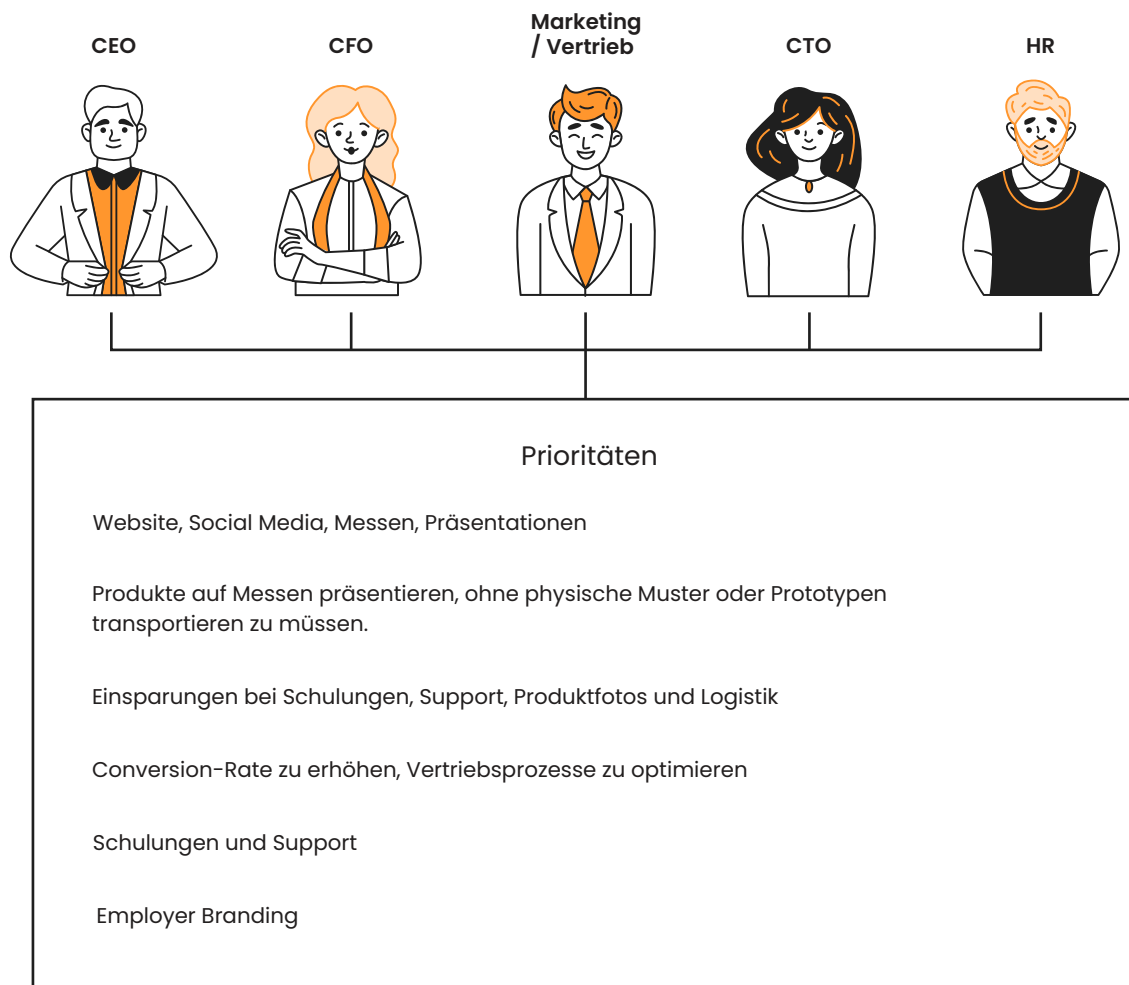 CEO
CFO
Marketing
/ Vertrieb
CTO
HR
Prioritäten
Website, Social Media, Messen, Präsentationen
Produkte auf Messen präsentieren, ohne physische Muster oder Prototypen
transportieren zu müssen.
Einsparungen bei Schulungen, Support, Produktfotos und Logistik
Conversion-Rate zu erhöhen, Vertriebsprozesse zu optimieren
Schulungen und Support
Employer Branding